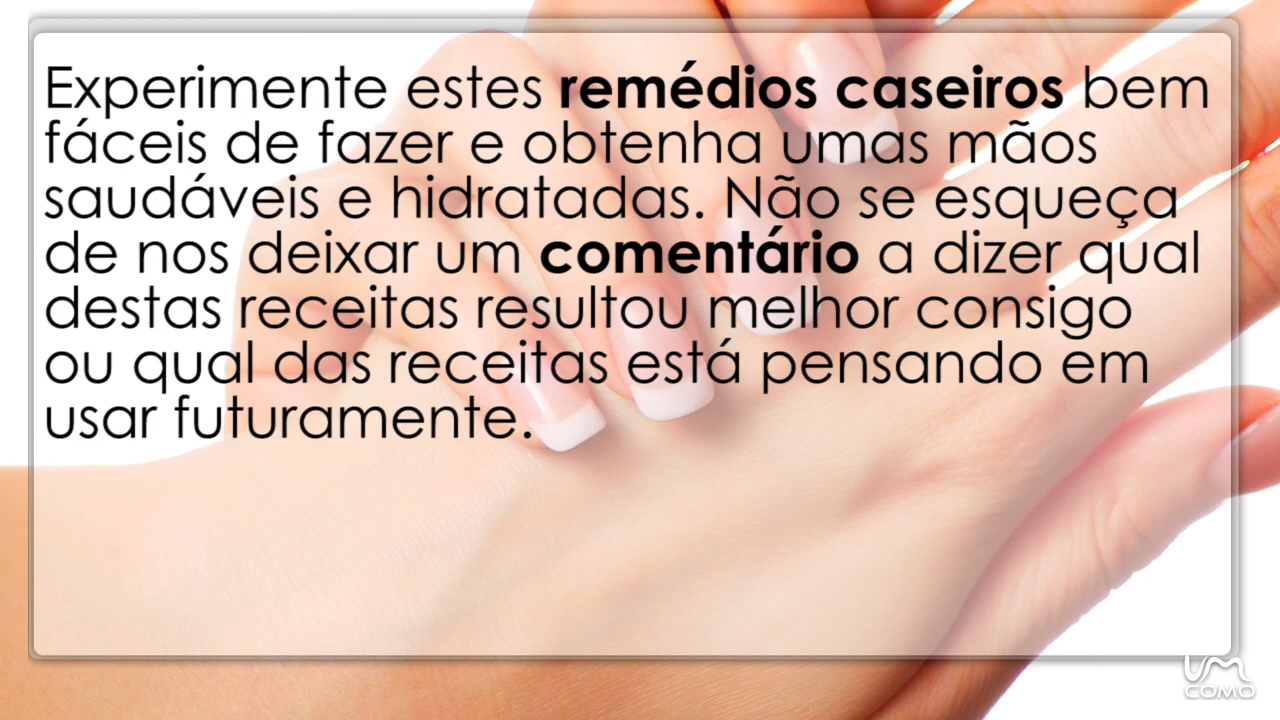 Experimente estes remédios caseiros bem
fáceis de fazer e obtenha umas mãos
saudáveis e hidratadas. Não se esqueça
de nos deixar um comentário a dizer qual
destas receitas resultou melhor consigo
ou qual das receitas está pensando em
usar futuramente.
UM
COMO